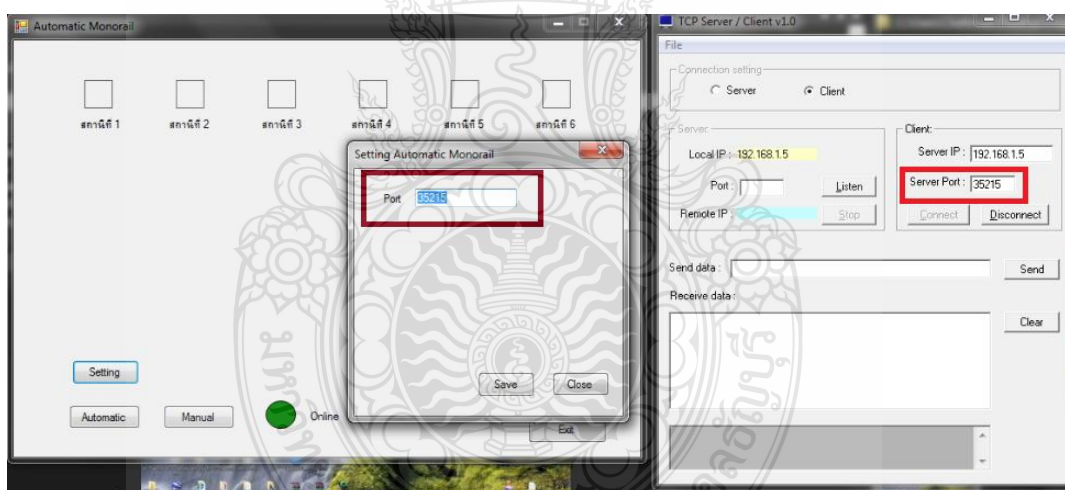 Automatic Monorail
สถานีที่ 1
สถานีที่ 2
สถานีที่ 3
สถานีที่ 4
สถานีที่ 5
สถานีที่ 6
Setting Automatic Monorail
Port 35215
Save Close
Setting
Automatic Manual Online
Exit
TCP Server / Client v1.0
File
Connection setting
Server Client
Server:
Local IP : 192.168.1.5
Port : Listen
Remote IP : Stop
Client:
Server IP : 192.168.1.5
Server Port : 35215
Connect Disconnect
Send data : Send
Receive data :
Clear